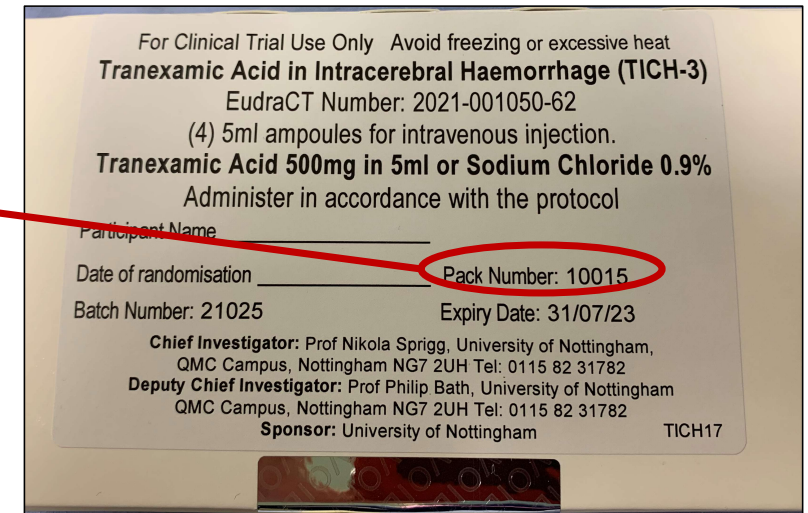 For Clinical Trial Use Only Avoid freezing or excessive heat
Tranexamic Acid in Intracerebral Haemorrhage (TICH-3)
EudraCT Number: 2021-001050-62
(4) 5ml ampoules for intravenous injection.
Tranexamic Acid 500mg in 5ml or Sodium Chloride 0.9%
Administer in accordance with the protocol
Participant Name
Date of randomisation Pack Number: 10015
Batch Number: 21025 Expiry Date: 31/07/23
Chief Investigator: Prof Nikola Sprigg, University of Nottingham,
QMC Campus, Nottingham NG7 2UH Tel: 0115 82 31782
Deputy Chief Investigator: Prof Philip Bath, University of Nottingham
QMC Campus, Nottingham NG7 2UH Tel: 0115 82 31782
Sponsor: University of Nottingham TICH17